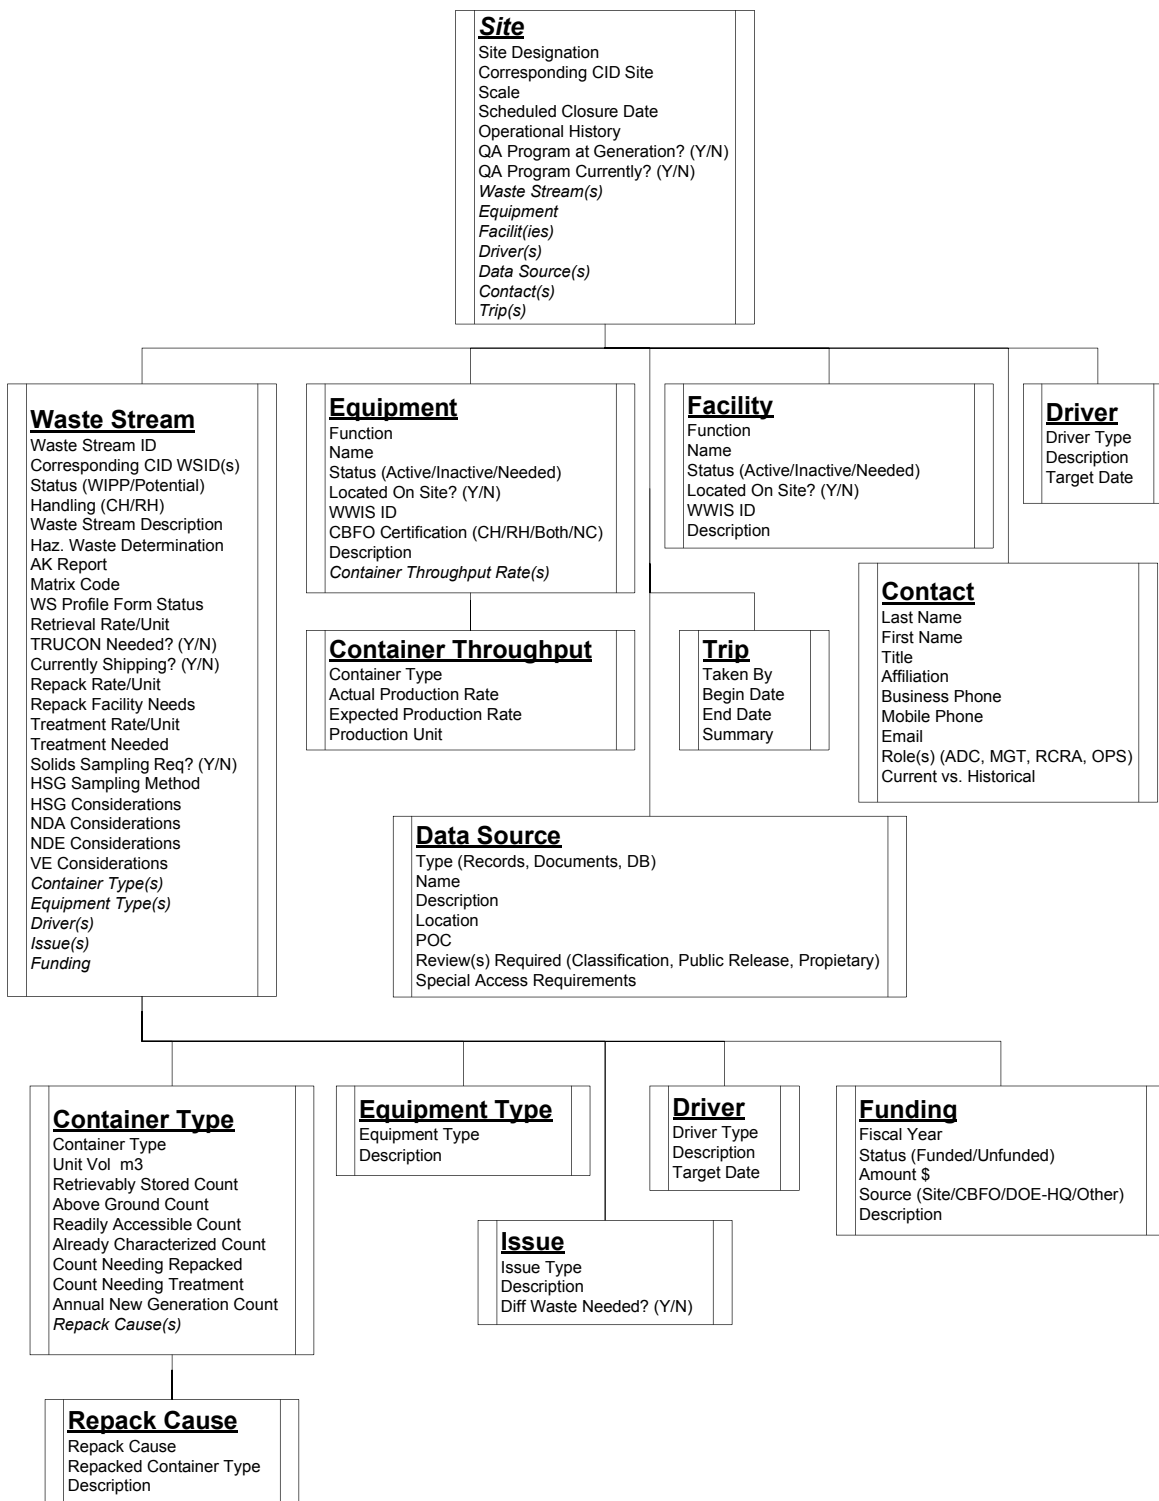 Site
Site Designation
Corresponding CID Site
Scale
Scheduled Closure Date
Operational History
QA Program at Generation? (Y/N)
QA Program Currently? (Y/N)
Waste Stream(s)
Equipment
Facilit(ies)
Driver(s)
Data Source(s)
Contact(s)
Trip(s)
Waste Stream
Waste Stream ID
Corresponding CID WSID(s)
Status (WIPP/Potential)
Handling (CH/RH)
Waste Stream Description
Haz. Waste Determination
AK Report
Matrix Code
WS Profile Form Status
Retrieval Rate/Unit
TRUCON Needed? (Y/N)
Currently Shipping? (Y/N)
Repack Rate/Unit
Repack Facility Needs
Treatment Rate/Unit
Treatment Needed
Solids Sampling Req? (Y/N)
HSG Sampling Method
HSG Considerations
NDA Considerations
NDE Considerations
VE Considerations
Container Type(s)
Equipment Type(s)
Driver(s)
Issue(s)
Funding
Equipment
Function
Name
Status (Active/Inactive/Needed)
Located On Site? (Y/N)
WWIS ID
CBFO Certification (CH/RH/Both/NC)
Description
Container Throughput Rate(s)
Facility
Function
Name
Status (Active/Inactive/Needed)
Located On Site? (Y/N)
WWIS ID
Description
Driver
Driver Type
Description
Target Date
Container Throughput
Container Type
Actual Production Rate
Expected Production Rate
Production Unit
Trip
Taken By
Begin Date
End Date
Summary
Contact
Last Name
First Name
Title
Affiliation
Business Phone
Mobile Phone
Email
Role(s) (ADC, MGT, RCRA, OPS)
Current vs. Historical
Data Source
Type (Records, Documents, DB)
Name
Description
Location
POC
Review(s) Required (Classification, Public Release, Propietary)
Special Access Requirements
Container Type
Container Type
Unit Vol m3
Retrievably Stored Count
Above Ground Count
Readily Accessible Count
Already Characterized Count
Count Needing Repacked
Count Needing Treatment
Annual New Generation Count
Repack Cause(s)
Equipment Type
Equipment Type
Description
Driver
Driver Type
Description
Target Date
Funding
Fiscal Year
Status (Funded/Unfunded)
Amount $
Source (Site/CBFO/DOE-HQ/Other)
Description
Issue
Issue Type
Description
Diff Waste Needed? (Y/N)
Repack Cause
Repack Cause
Repacked Container Type
Description